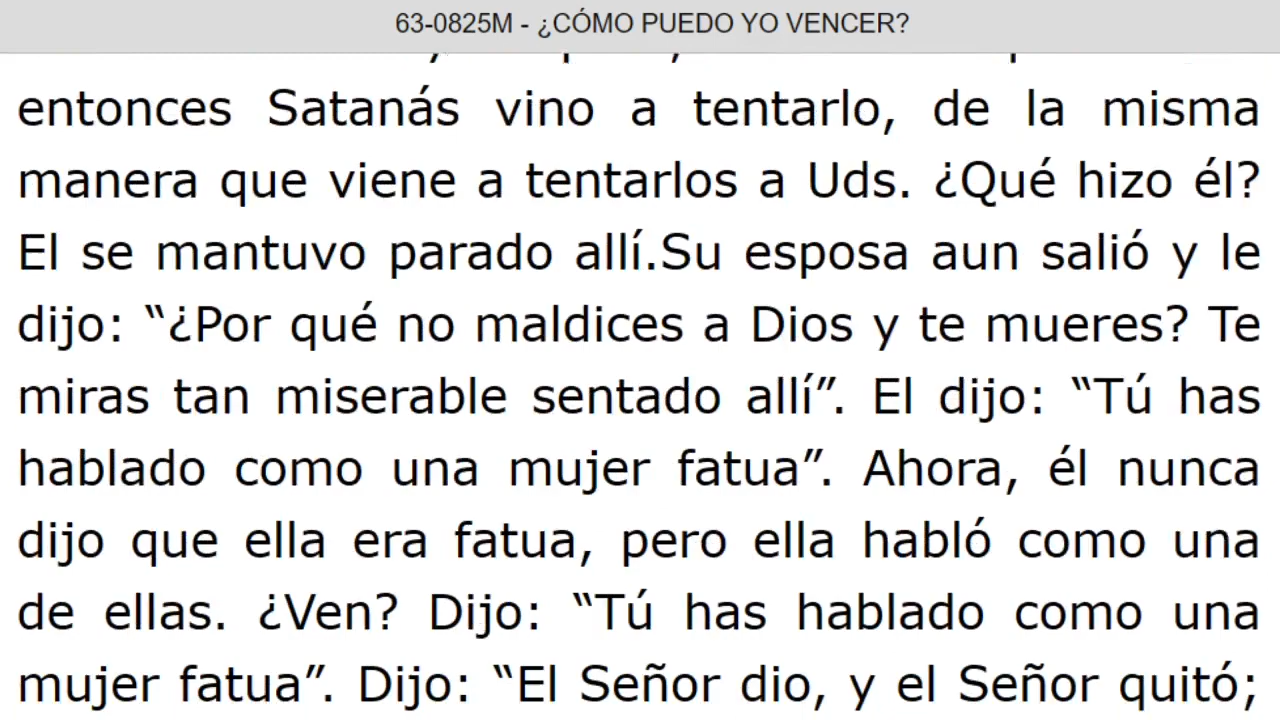 63-0825M - ¿CÓMO PUEDO YO VENCER?
entonces Satanás vino a tentarlo, de la misma
manera que viene a tentarlos a Uds. ¿Qué hizo él?
El se mantuvo parado allí.Su esposa aun salió y le
dijo: “¿Por qué no maldices a Dios y te mueres? Te
miras tan miserable sentado allí”. El dijo: “Tú has
hablado como una mujer fatua”. Ahora, él nunca
dijo que ella era fatua, pero ella habló como una
de ellas. ¿Ven? Dijo: “Tú has hablado como una
mujer fatua”. Dijo: “El Señor dio, y el Señor quitó;